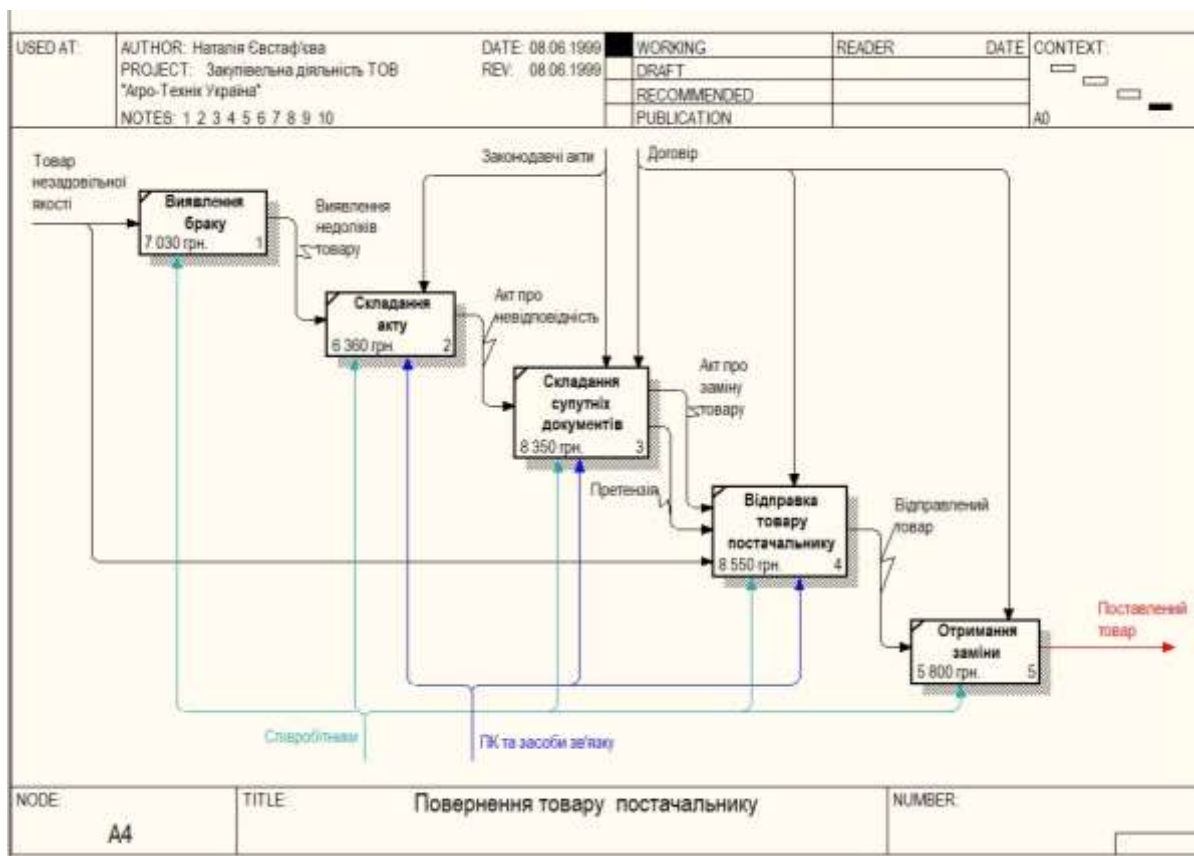 USED AT:
AUTHOR: Наталія Євстаф'єва
DATE: 08.06.1999
PROJECT: Закупівельна діяльність ТОВ
REV: 08.06.1999
"Агро-Технік Україна"
NOTES: 1 2 3 4 5 6 7 8 9 10
WORKING
DRAFT
RECOMMENDED
PUBLICATION
READER
DATE
CONTEXT:
A0
Товар
незадовільної
якості
Законодавчі акти
Договір
Виявлення
браку
7 030 грн.
1
Виявлення
недоліків
товару
Складання
акту
6 360 грн.
2
Акт про
невідповідність
Складання
супутніх
документів
8 350 грн.
3
Акт про
заміну
товару
Претензія
Відправка
товару
постачальнику
8 550 грн.
4
Відправлений
товар
Отримання
заміни
5 800 грн.
5
Поставлений
товар
Співробітники
ПК та засоби зв'язку
NODE:
A4
TITLE:
Повернення товару постачальнику
NUMBER: